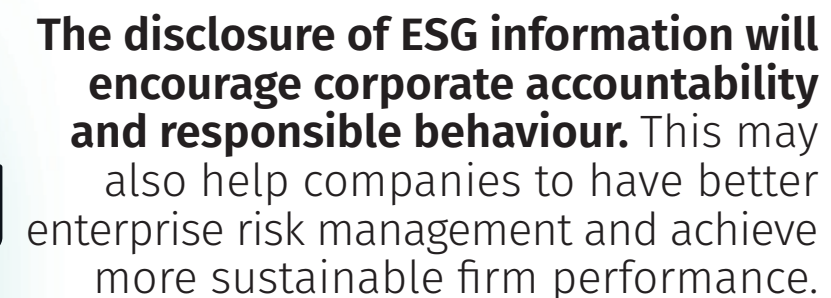 The disclosure of ESG information will
encourage corporate accountability
and responsible behaviour. This may
also help companies to have better
enterprise risk management and achieve
more sustainable firm performance.